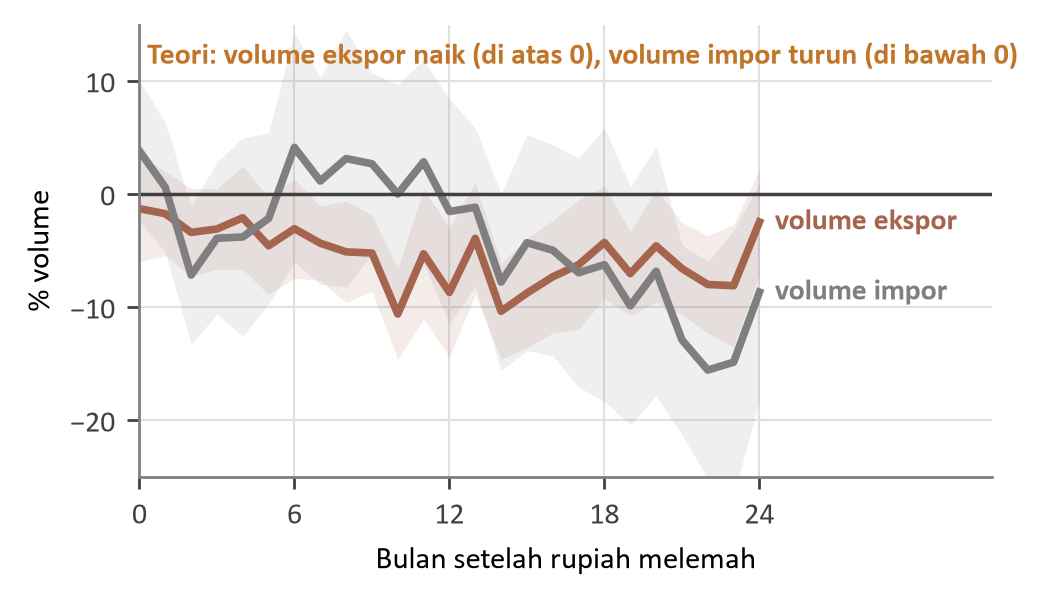 Teori: volume ekspor naik (di atas 0), volume impor turun (di bawah 0)
10
0
−10
−20
% volume
volume ekspor
volume impor
0 6 12 18 24
Bulan setelah rupiah melemah